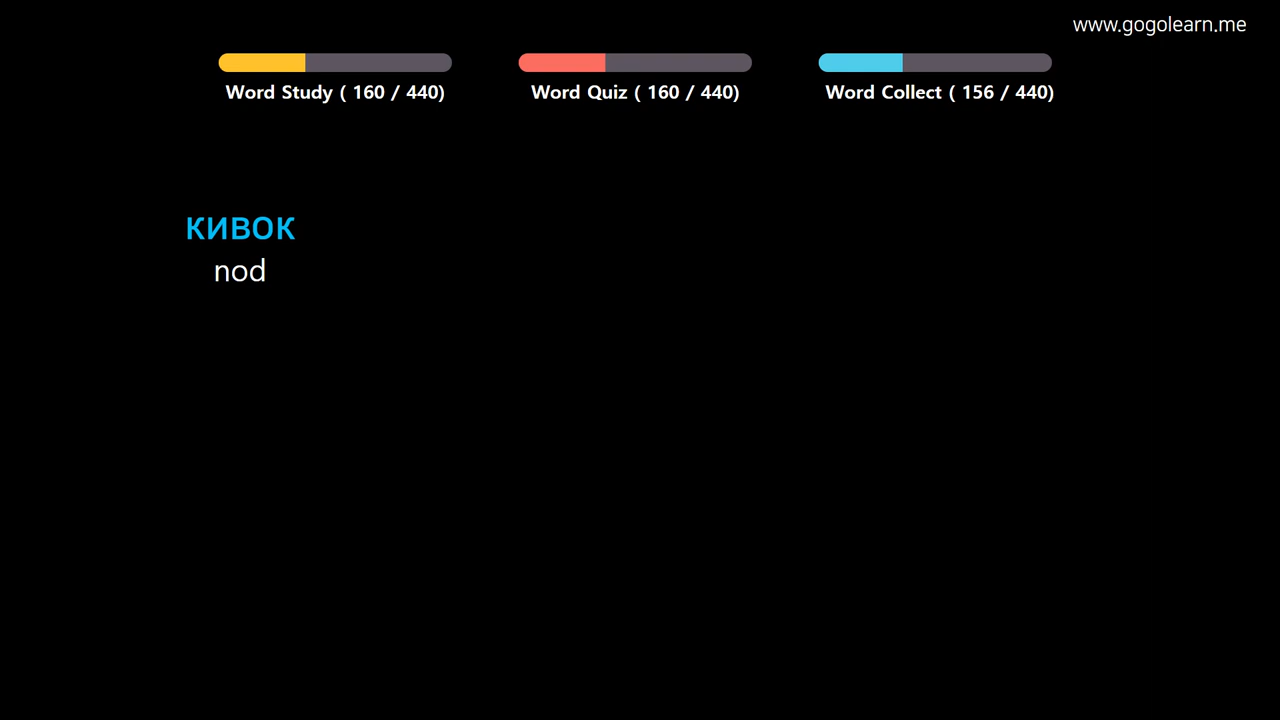 www.gogolearn.me
Word Study ( 160 / 440)
Word Quiz ( 160 / 440)
Word Collect ( 156 / 440)
кивок
nod